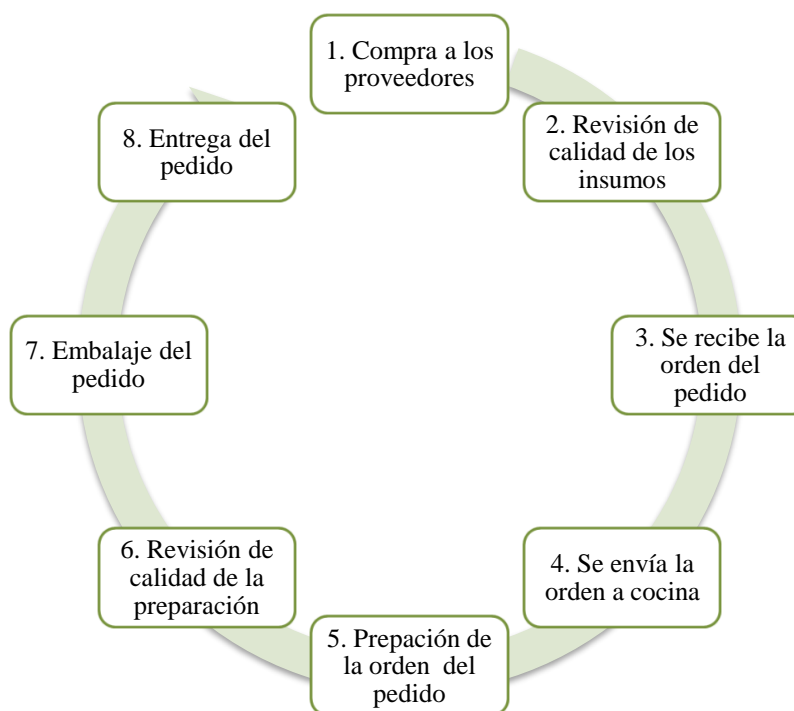 1. Compra a los
proveedores
2. Revisión de
calidad de los
insumos
3. Se recibe la
orden del
pedido
4. Se envía la
orden a cocina
5. Prepación de
la orden  del
pedido
6. Revisión de
calidad de la
preparación
7. Embalaje del
pedido
8. Entrega del
pedido